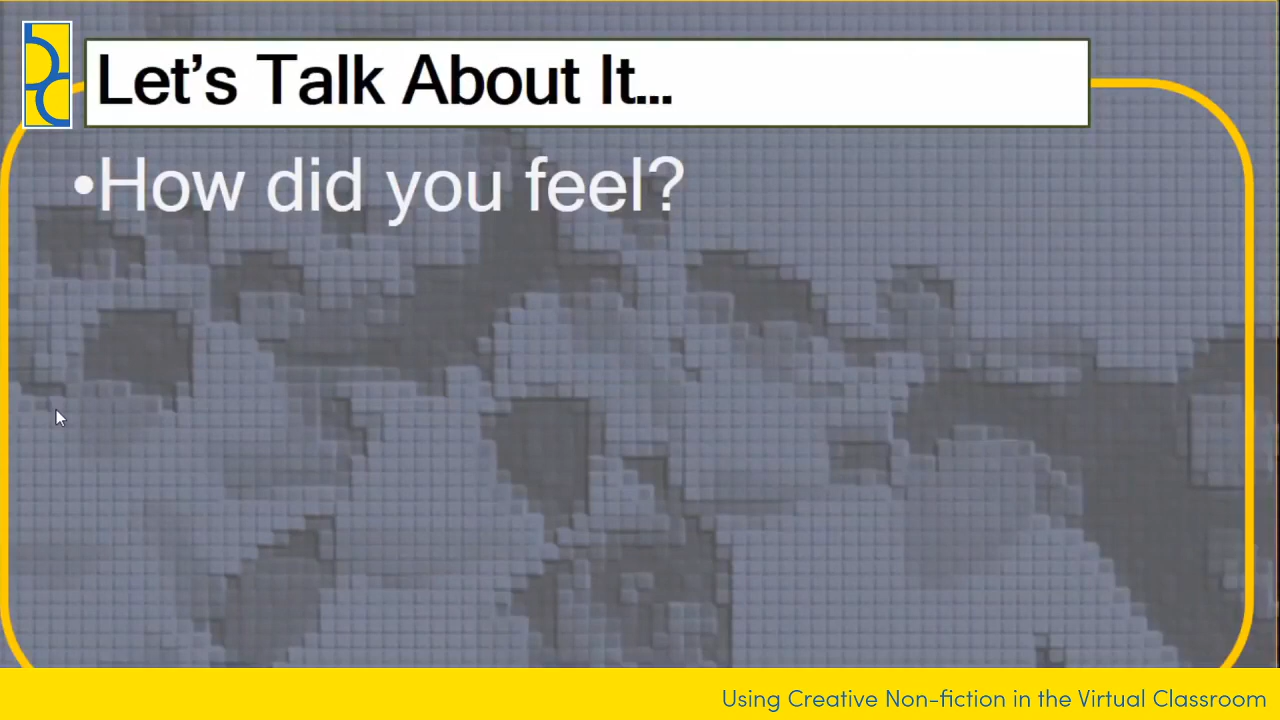 Let’s Talk About It...
•How did you feel?
Using Creative Non-fiction in the Virtual Classroom